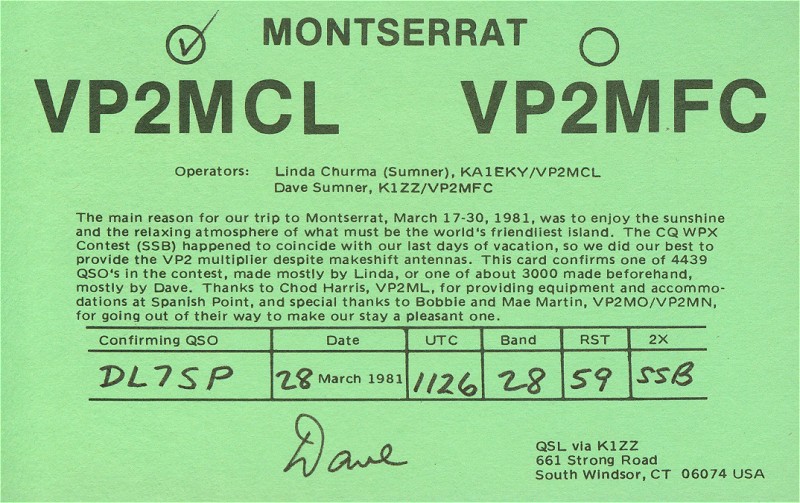 MONTSERRAT
VP2MCL VP2MFC
Operators: Linda Churma (Sumner), KA1EKY/VP2MCL
Dave Sumner, K1ZZ/VP2MFC
The main reason for our trip to Montserrat, March 17-30, 1981, was to enjoy the sunshine
and the relaxing atmosphere of what must be the world's friendliest island. The CQ WPX
Contest (SSB) happened to coincide with our last days of vacation, so we did our best to
provide the VP2 multiplier despite makeshift antennas. This card confirms one of 4439
QSO's in the contest, made mostly by Linda, or one of about 3000 made beforehand,
mostly by Dave. Thanks to Chod Harris, VP2ML, for providing equipment and accommo-
dations at Spanish Point, and special thanks to Bobbie and Mae Martin, VP2MO/VP2MN,
for going out of their way to make our stay a pleasant one.
Confirming QSO Date UTC Band RST 2X
DL7SP 28 March 1981 1126 28 59 SSB
Dave
QSL via K1ZZ
661 Strong Road
South Windsor, CT 06074 USA